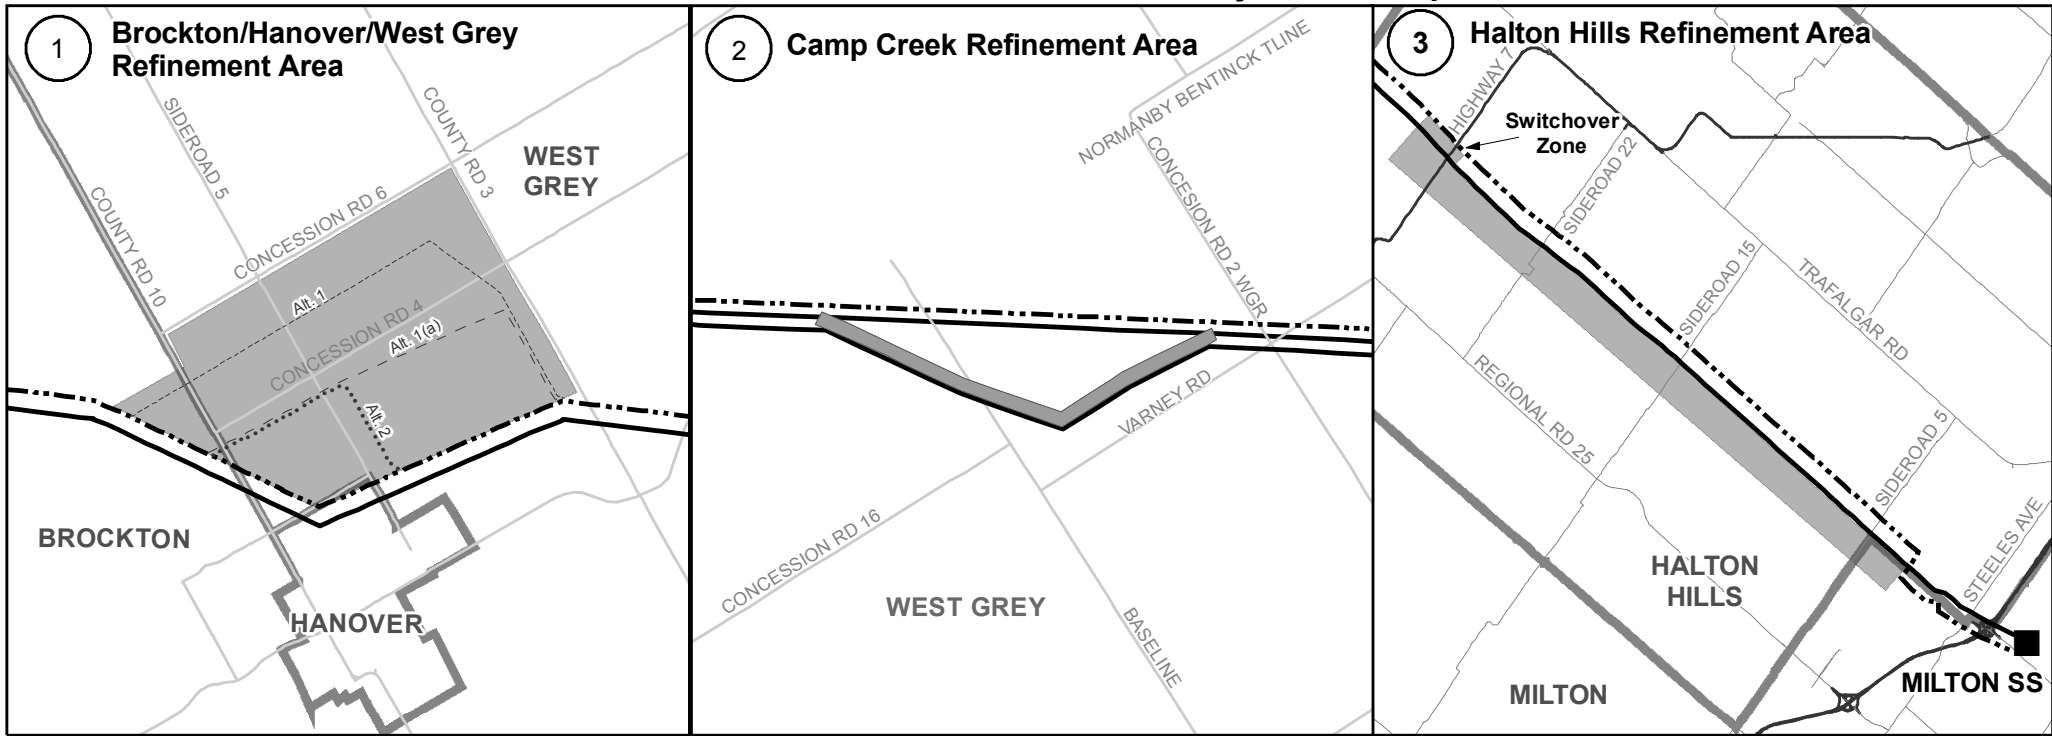 1
Brockton/Hanover/West Grey
Refinement Area
SIDEROAD 5
COUNTY RD 3
WEST
GREY
COUNTY RD 10
CONCESSION RD 6
Alt. 1
CONCESSION RD 4
Alt. 1(a)
Alt. 2
BROCKTON
HANOVER
2
Camp Creek Refinement Area
NORMANBY BENTINCK TLINE
CONCESION RD 2 WGR
VARNEY RD
CONCESSION RD 16
WEST GREY
BASELINE
3
Halton Hills Refinement Area
HIGHWAY 7
Switchover
Zone
SIDEROAD 22
SIDEROAD 15
TRAFALGAR RD
REGIONAL RD 25
SIDEROAD 5
STEELES AVE
HALTON
HILLS
MILTON
MILTON SS